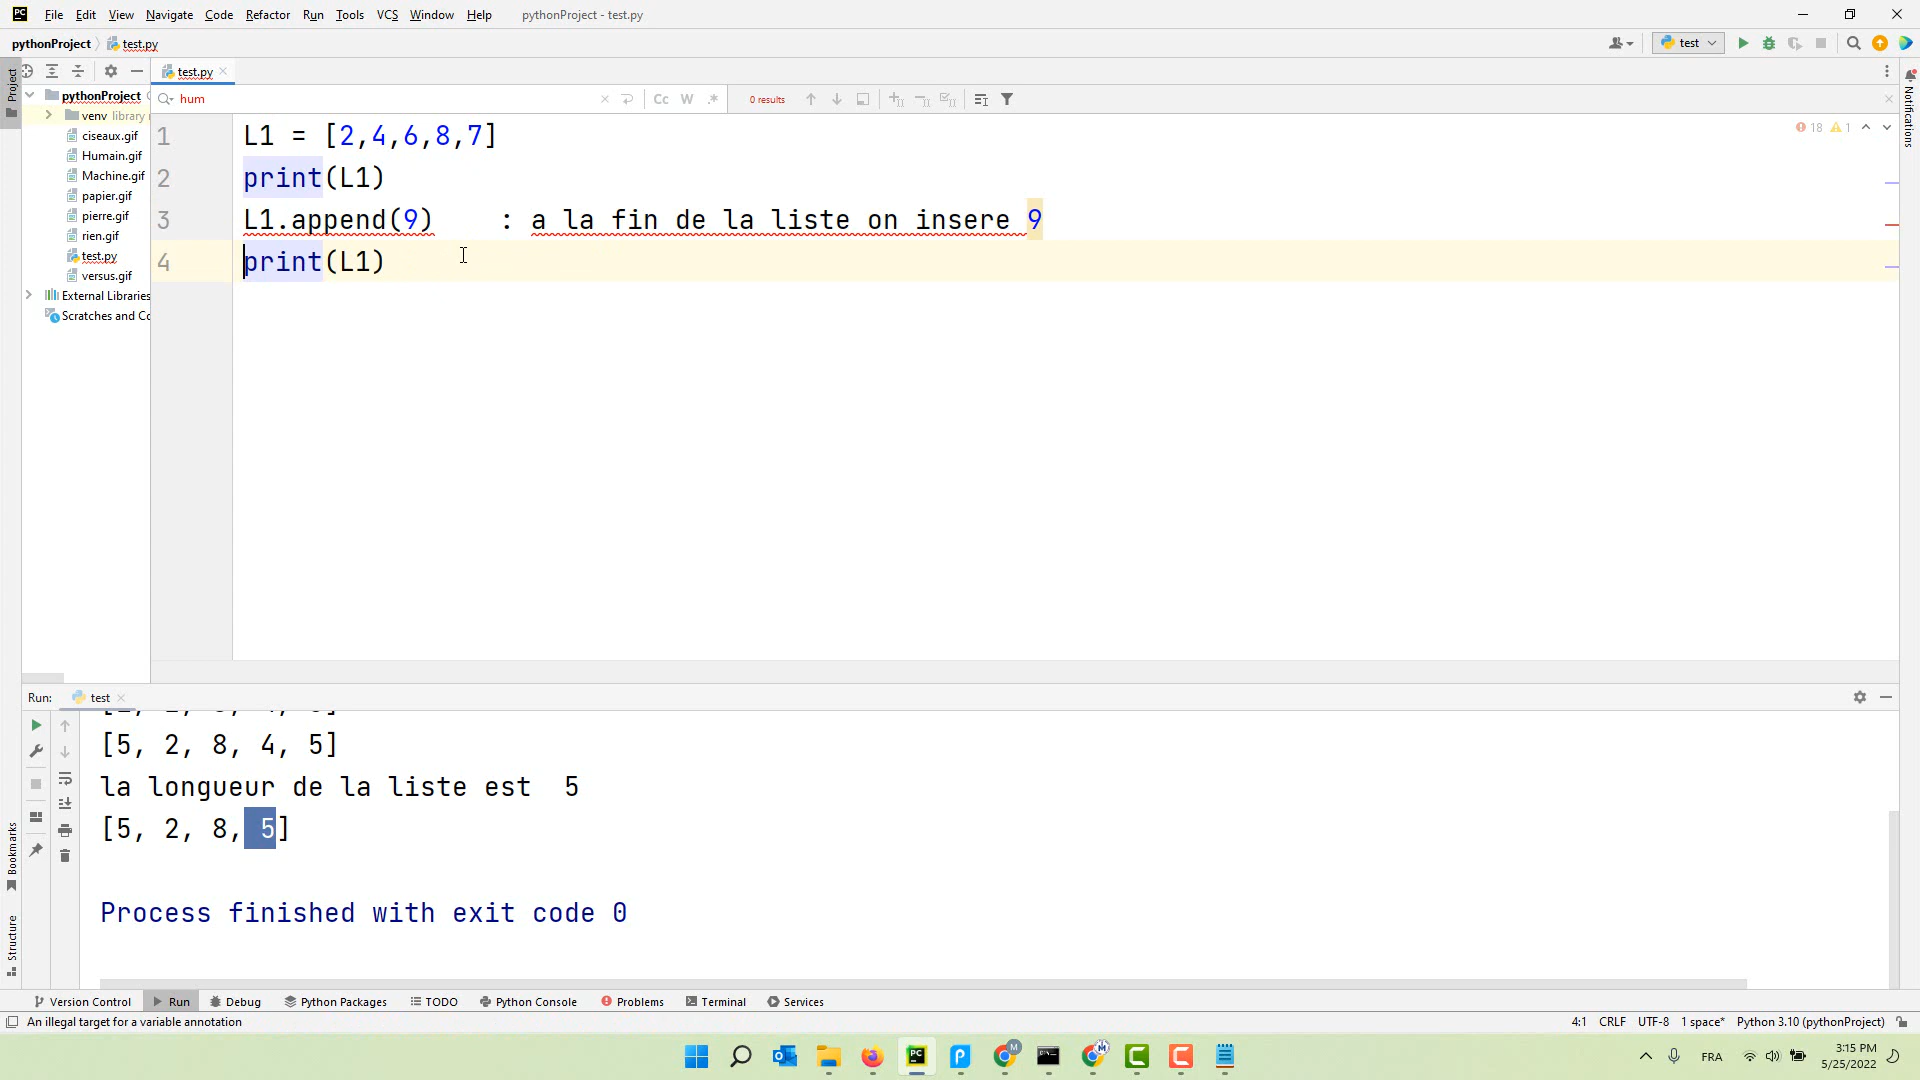 File Edit View Navigate Code Refactor Run Tools VCS Window Help pythonProject - test.py
pythonProject test.py test
Project
test.py
hum Cc W .* 0 results
Notifications
pythonProject
venv library
ciseaux.gif
Humain.gif
Machine.gif
papier.gif
pierre.gif
rien.gif
test.py
versus.gif
External Libraries
Scratches and Co
18 1
1 L1 = [2,4,6,8,7]
2 print(L1)
3 L1.append(9) : a la fin de la liste on insere 9
4 print(L1)
Run: test
[5, 2, 8, 4, 5]
la longueur de la liste est 5
[5, 2, 8, 5]
Process finished with exit code 0
Bookmarks
Structure
Version Control Run Debug Python Packages TODO Python Console Problems Terminal Services
An illegal target for a variable annotation 4:1 CRLF UTF-8 1 space* Python 3.10 (pythonProject)
FRA 3:15 PM
5/25/2022